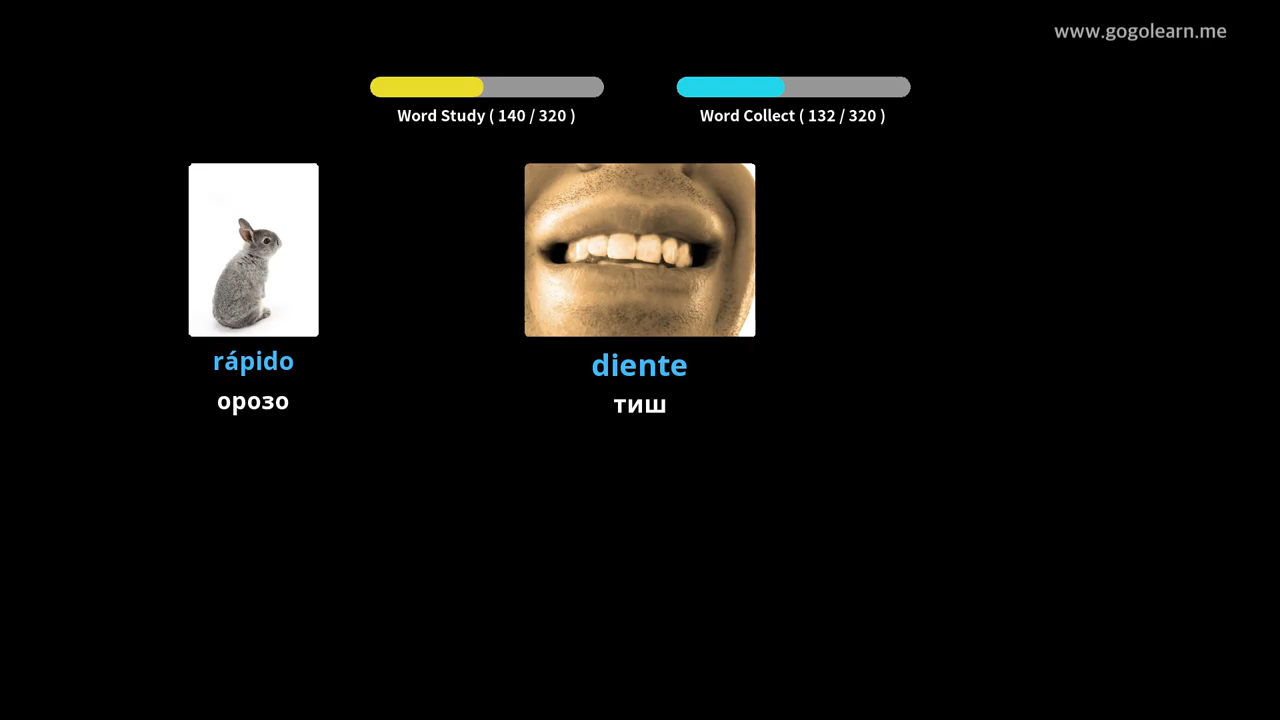 www.gogolearn.me
Word Study ( 140 / 320 )
Word Collect ( 132 / 320 )
rápido
орозо
diente
тиш